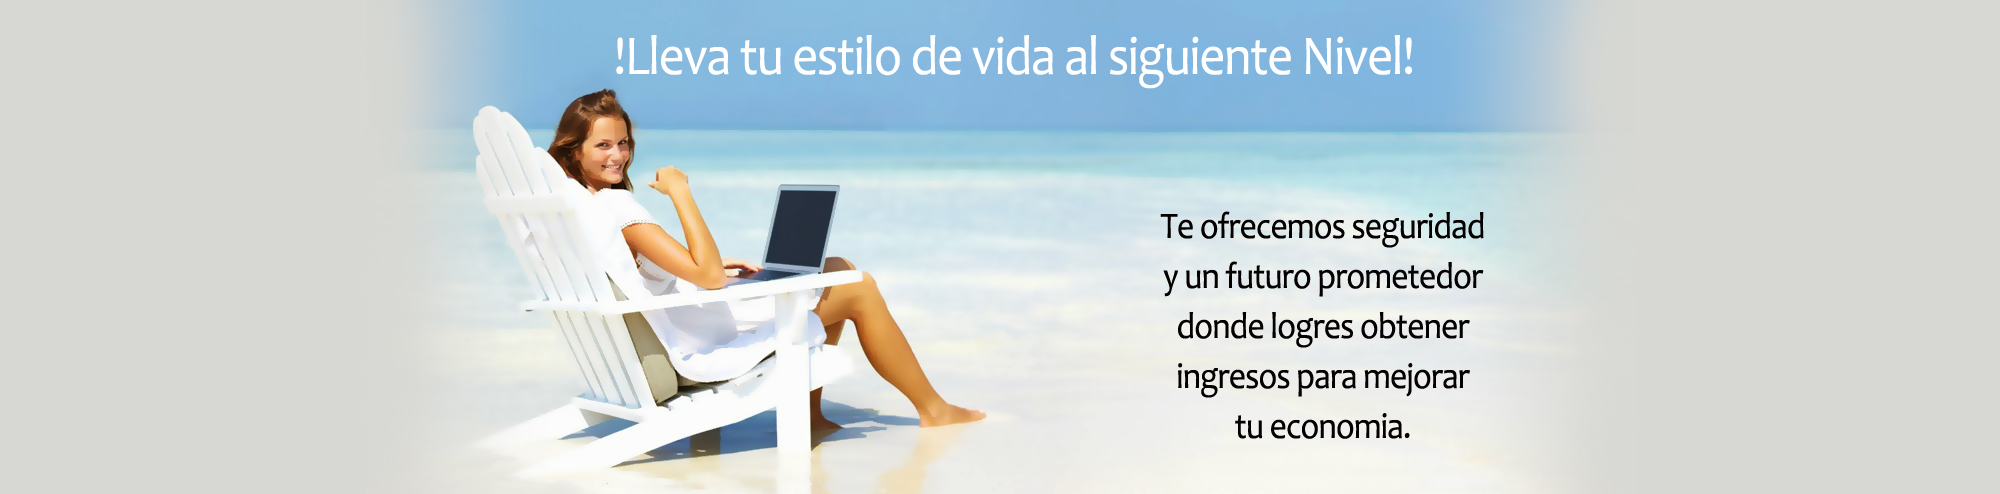 !Lleva tu estilo de vida al siguiente Nivel!
Te ofrecemos seguridad
y un futuro prometedor
donde logres obtener
ingresos para mejorar
tu economia.